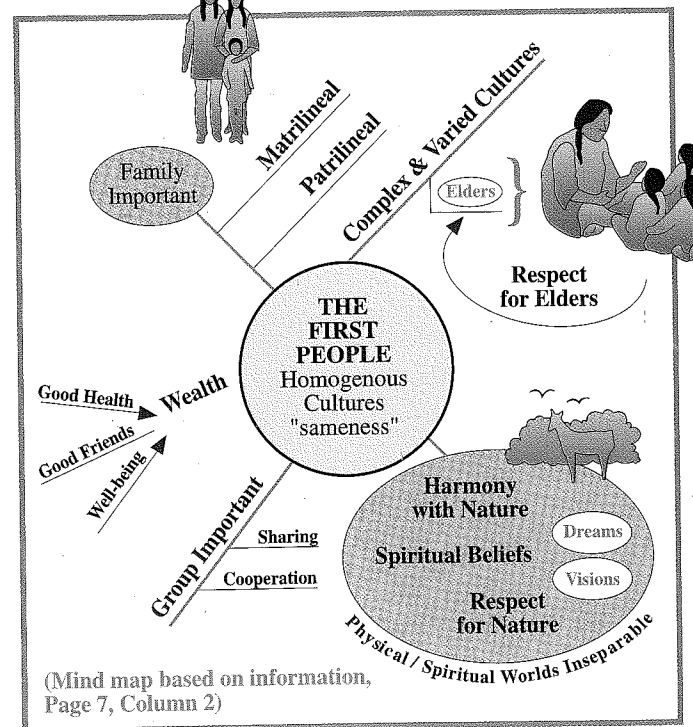 Family
Important
Matrilineal
Patrilineal
Complex & Varied Cultures
Elders
Respect
for Elders
THE
FIRST
PEOPLE
Homogenous
Cultures
"sameness"
Good Health
Good Friends
Well-being
Wealth
Group Important
Sharing
Cooperation
Harmony
with Nature
Dreams
Spiritual Beliefs
Visions
Respect
for Nature
Physical / Spiritual Worlds Inseparable
(Mind map based on information,
Page 7, Column 2)